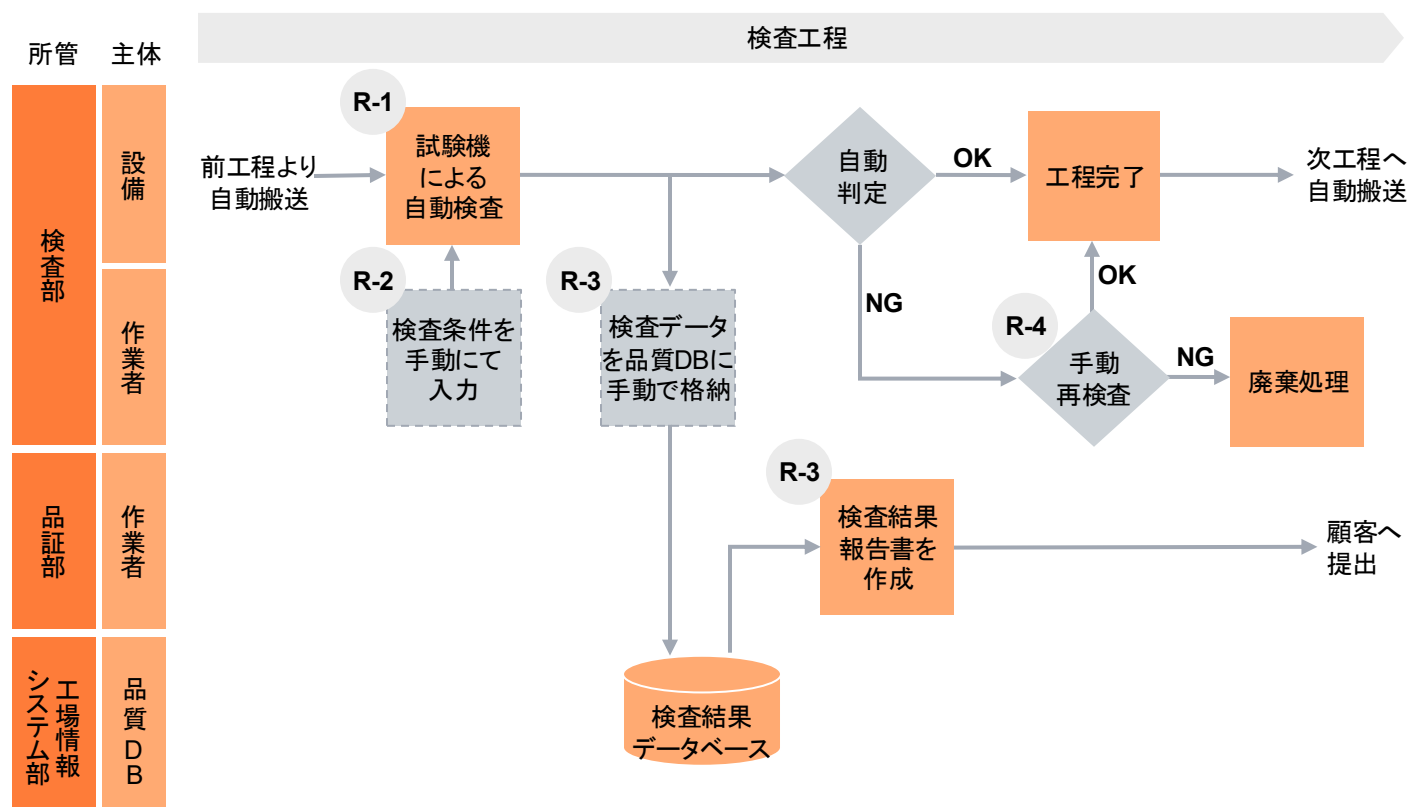 検査工程
所管
主体
検査部
設備
作業者
品証部
作業者
工場情報
システム部
品質DB
前工程より
自動搬送
R-1
試験機
による
自動検査
自動
判定
OK
工程完了
次工程へ
自動搬送
R-2
検査条件を
手動にて
入力
R-3
検査データ
を品質DBに
手動で格納
NG
OK
R-4
手動
再検査
NG
廃棄処理
R-3
検査結果
報告書を
作成
顧客へ
提出
検査結果
データベース